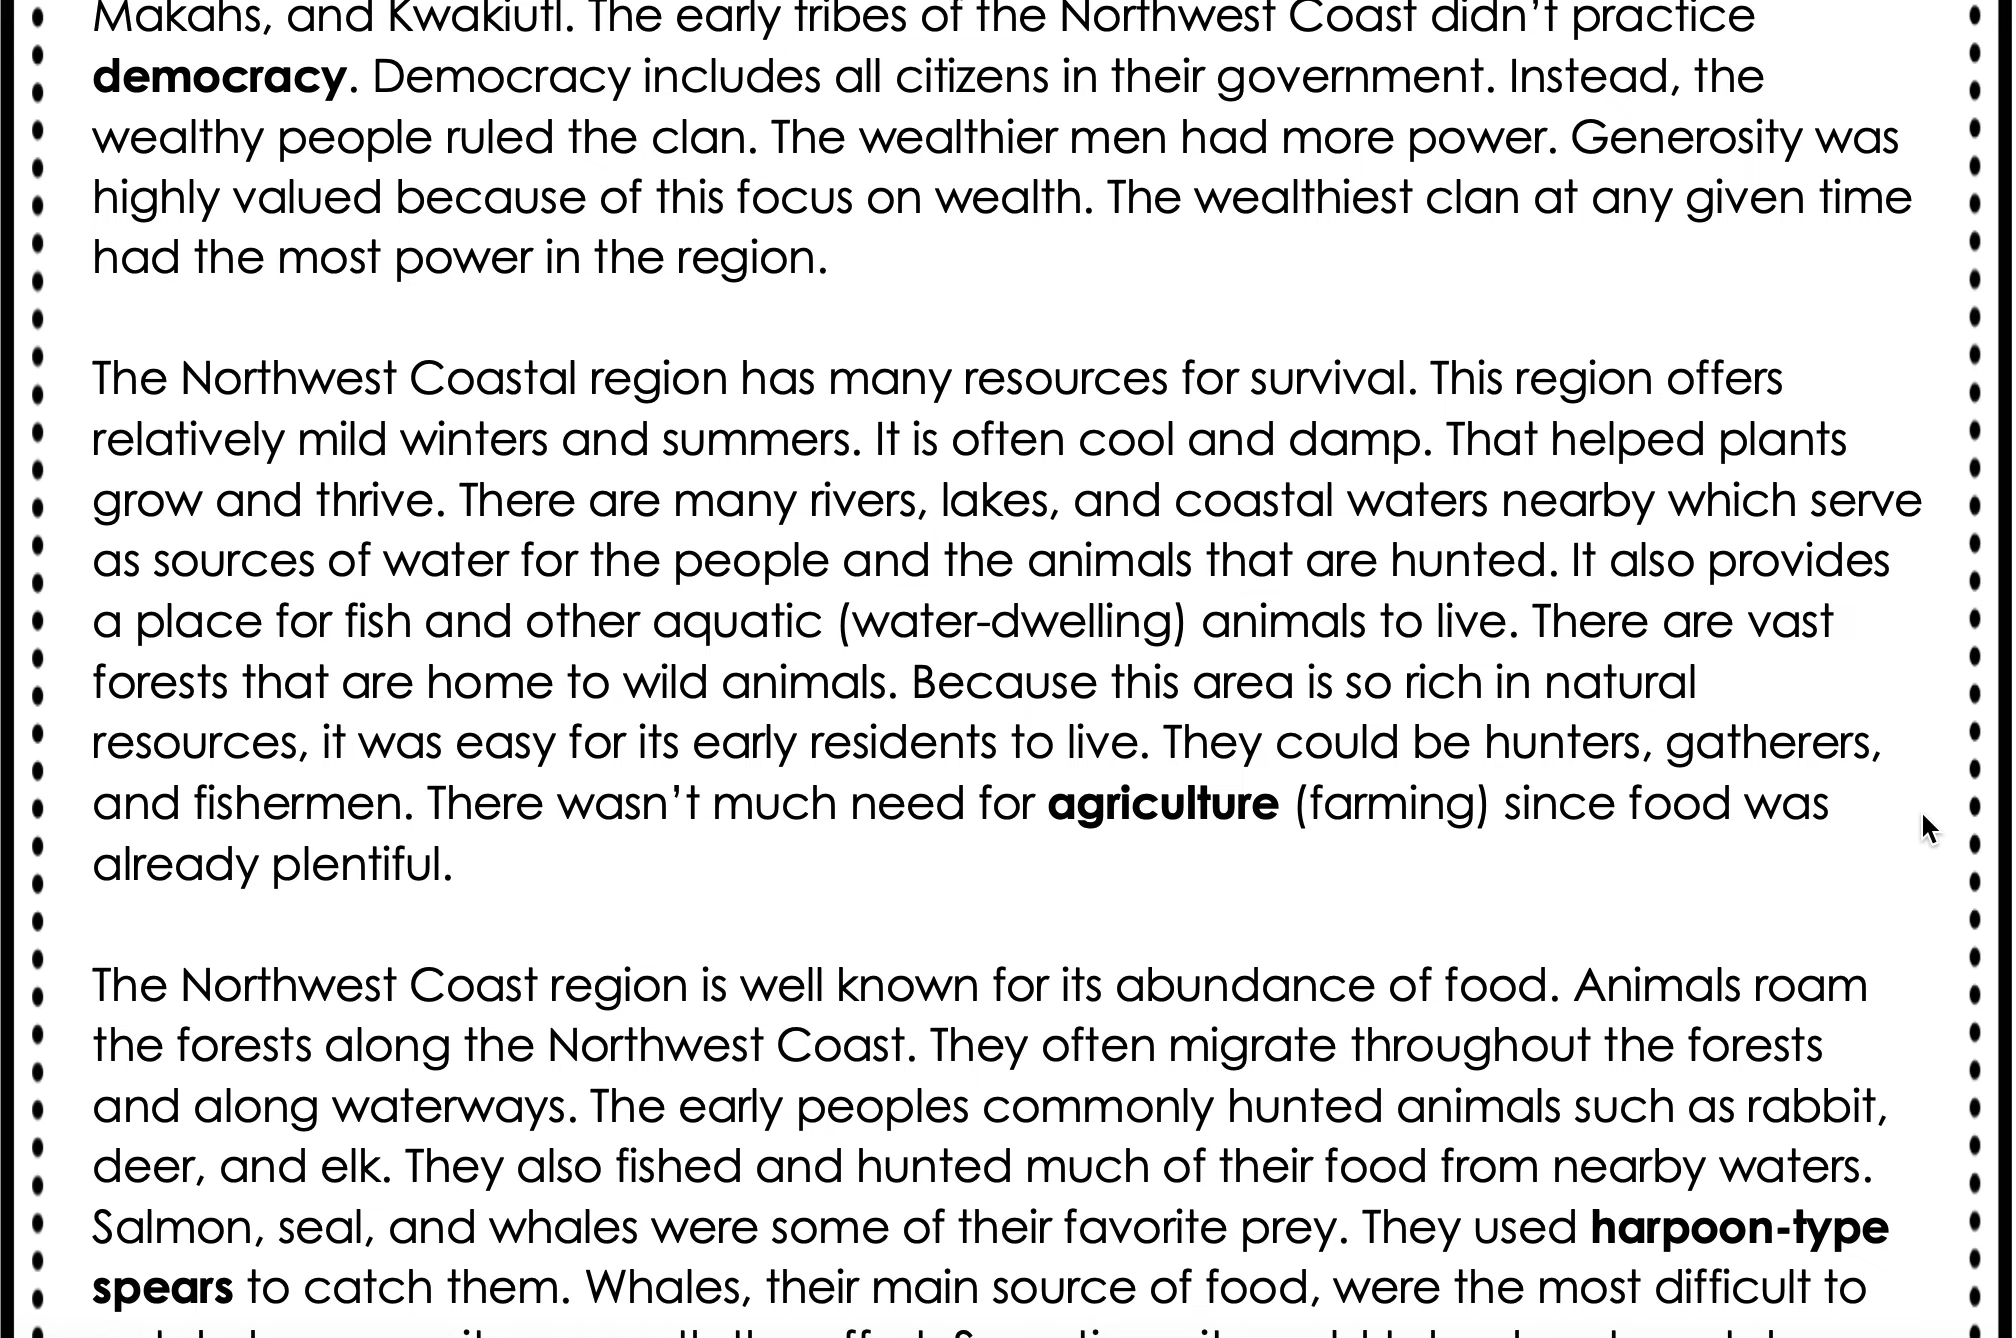 Makahs, and Kwakiutl. The early tribes of the Northwest Coast didn't practice
democracy. Democracy includes all citizens in their government. Instead, the
wealthy people ruled the clan. The wealthier men had more power. Generosity was
highly valued because of this focus on wealth. The wealthiest clan at any given time
had the most power in the region.
The Northwest Coastal region has many resources for survival. This region offers
relatively mild winters and summers. It is often cool and damp. That helped plants
grow and thrive. There are many rivers, lakes, and coastal waters nearby which serve
as sources of water for the people and the animals that are hunted. It also provides
a place for fish and other aquatic (water-dwelling) animals to live. There are vast
forests that are home to wild animals. Because this area is so rich in natural
resources, it was easy for its early residents to live. They could be hunters, gatherers,
and fishermen. There wasn't much need for agriculture (farming) since food was
already plentiful.
The Northwest Coast region is well known for its abundance of food. Animals roam
the forests along the Northwest Coast. They often migrate throughout the forests
and along waterways. The early peoples commonly hunted animals such as rabbit,
deer, and elk. They also fished and hunted much of their food from nearby waters.
Salmon, seal, and whales were some of their favorite prey. They used harpoon-type
spears to catch them. Whales, their main source of food, were the most difficult to